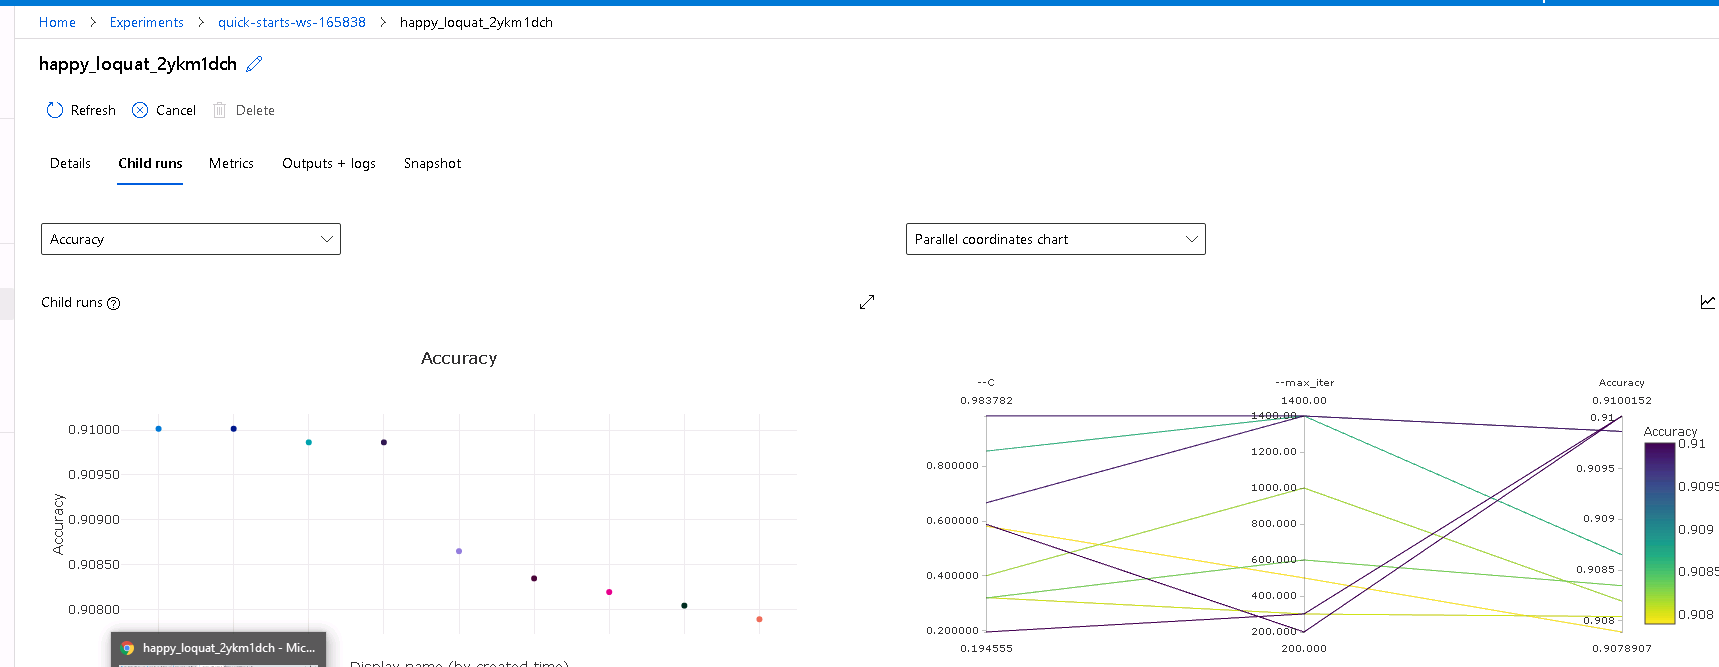 Home > Experiments > quick-starts-ws-165838 > happy_loquat_2ykm1dch
happy_loquat_2ykm1dch
Refresh Cancel Delete
Details Child runs Metrics Outputs + logs Snapshot
Accuracy
Parallel coordinates chart
Child runs
Accuracy
0.91000
0.90950
0.90900
0.90850
0.90800
Accuracy
Display name (by created time)
happy_loquat_2ykm1dch - Mic...
--C
0.983782
0.800000
0.600000
0.400000
0.200000
0.194555
--max_iter
1400.00
1400.00
1200.00
1000.00
800.000
600.000
400.000
200.000
200.000
Accuracy
0.9100152
0.91
0.9095
0.909
0.9085
0.908
0.9078907
Accuracy
0.91
0.9095
0.909
0.9085
0.908